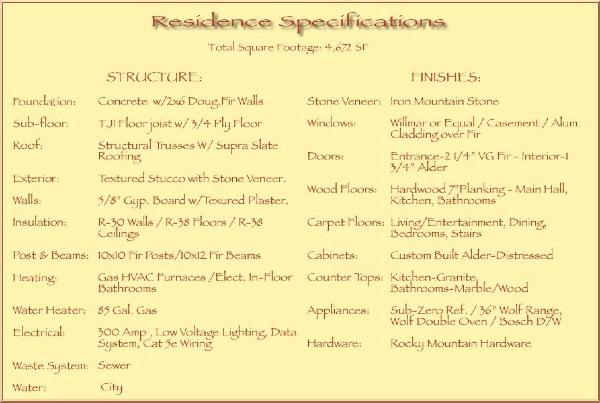 Residence Specifications
Total Square Footage: 4,672 SF
STRUCTURE:
Foundation: Concrete w/2x6 Doug.Fir Walls
Sub-floor: TJI Floor joist w/ 3/4 Ply Floor
Roof: Structural Trusses W/ Supra Slate
Roofing
Exterior: Textured Stucco with Stone Veneer.
Walls: 5/8" Gyp. Board w/Texured Plaster.
Insulation: R-30 Walls / R-38 Floors / R-38
Ceilings
Post & Beams: 10x10 Fir Posts/10x12 Fir Beams
Heating: Gas HVAC Furnaces /Elect. In-Floor
Bathrooms
Water Heater: 85 Gal. Gas
Electrical: 300 Amp , Low Voltage Lighting, Data
System, Cat 5e Wiring
Waste System: Sewer
Water: City
FINISHES:
Stone Veneer: Iron Mountain Stone
Windows: Willmar or Equal / Casement / Alum.
Cladding over Fir
Doors: Entrance-2 1/4" VG Fir - Interior-1
3/4" Alder
Wood Floors: Hardwood 7"Planking - Main Hall,
Kitchen, Bathrooms
Carpet Floors: Living/Entertainment, Dining,
Bedrooms, Stairs
Cabinets: Custom Built Alder-Distressed
Counter Tops: Kitchen-Granite,
Bathrooms-Marble/Wood
Appliances: Sub-Zero Ref. / 36" Wolf Range,
Wolf Double Oven / Bosch D/W
Hardware: Rocky Mountain Hardware